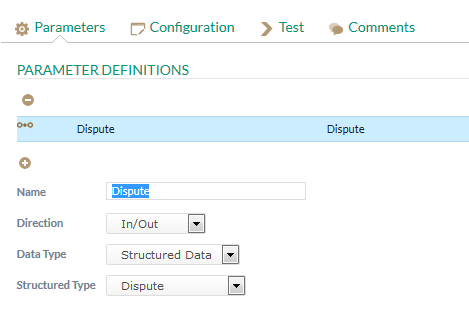 Parameters Configuration Test Comments
PARAMETER DEFINITIONS
Dispute Dispute
Name Dispute
Direction In/Out
Data Type Structured Data
Structured Type Dispute